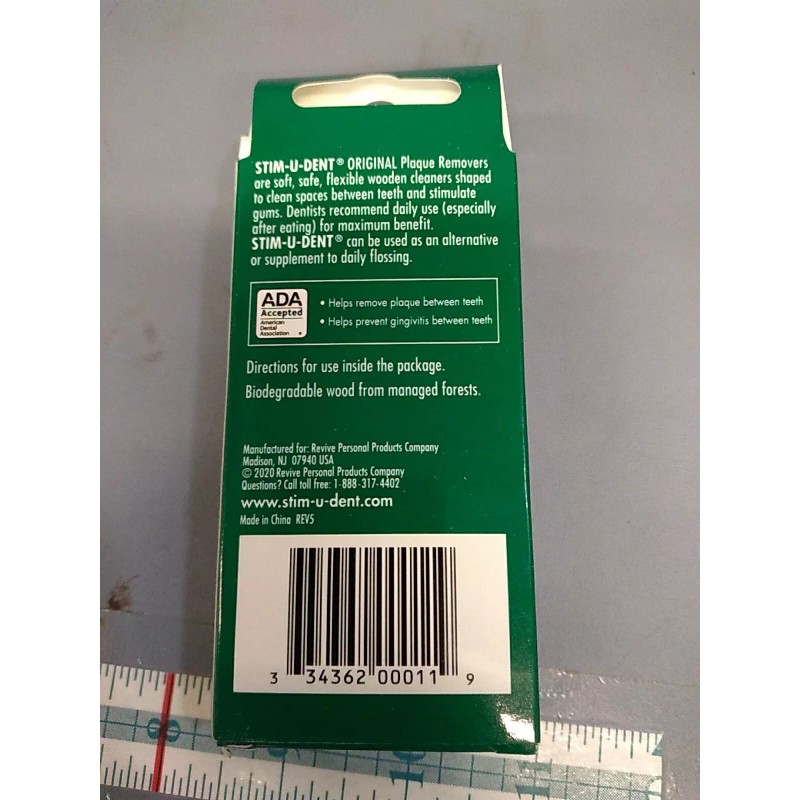 STIM-U-DENT® ORIGINAL Plaque Removers
are soft, safe, flexible wooden cleaners shaped
to clean spaces between teeth and stimulate
gums. Dentists recommend daily use (especially
after eating) for maximum benefit.
STIM-U-DENT® can be used as an alternative
or supplement to daily flossing.
ADA
Accepted
American
Dental
Association
• Helps remove plaque between teeth
• Helps prevent gingivitis between teeth
Directions for use inside the package.
Biodegradable wood from managed forests.
Manufactured for: Revive Personal Products Company
Madison, NJ 07940 USA
© 2020 Revive Personal Products Company
Questions? Call toll free: 1-888-317-4402
www.stim-u-dent.com
Made in China REV5
3 34362 00011 9